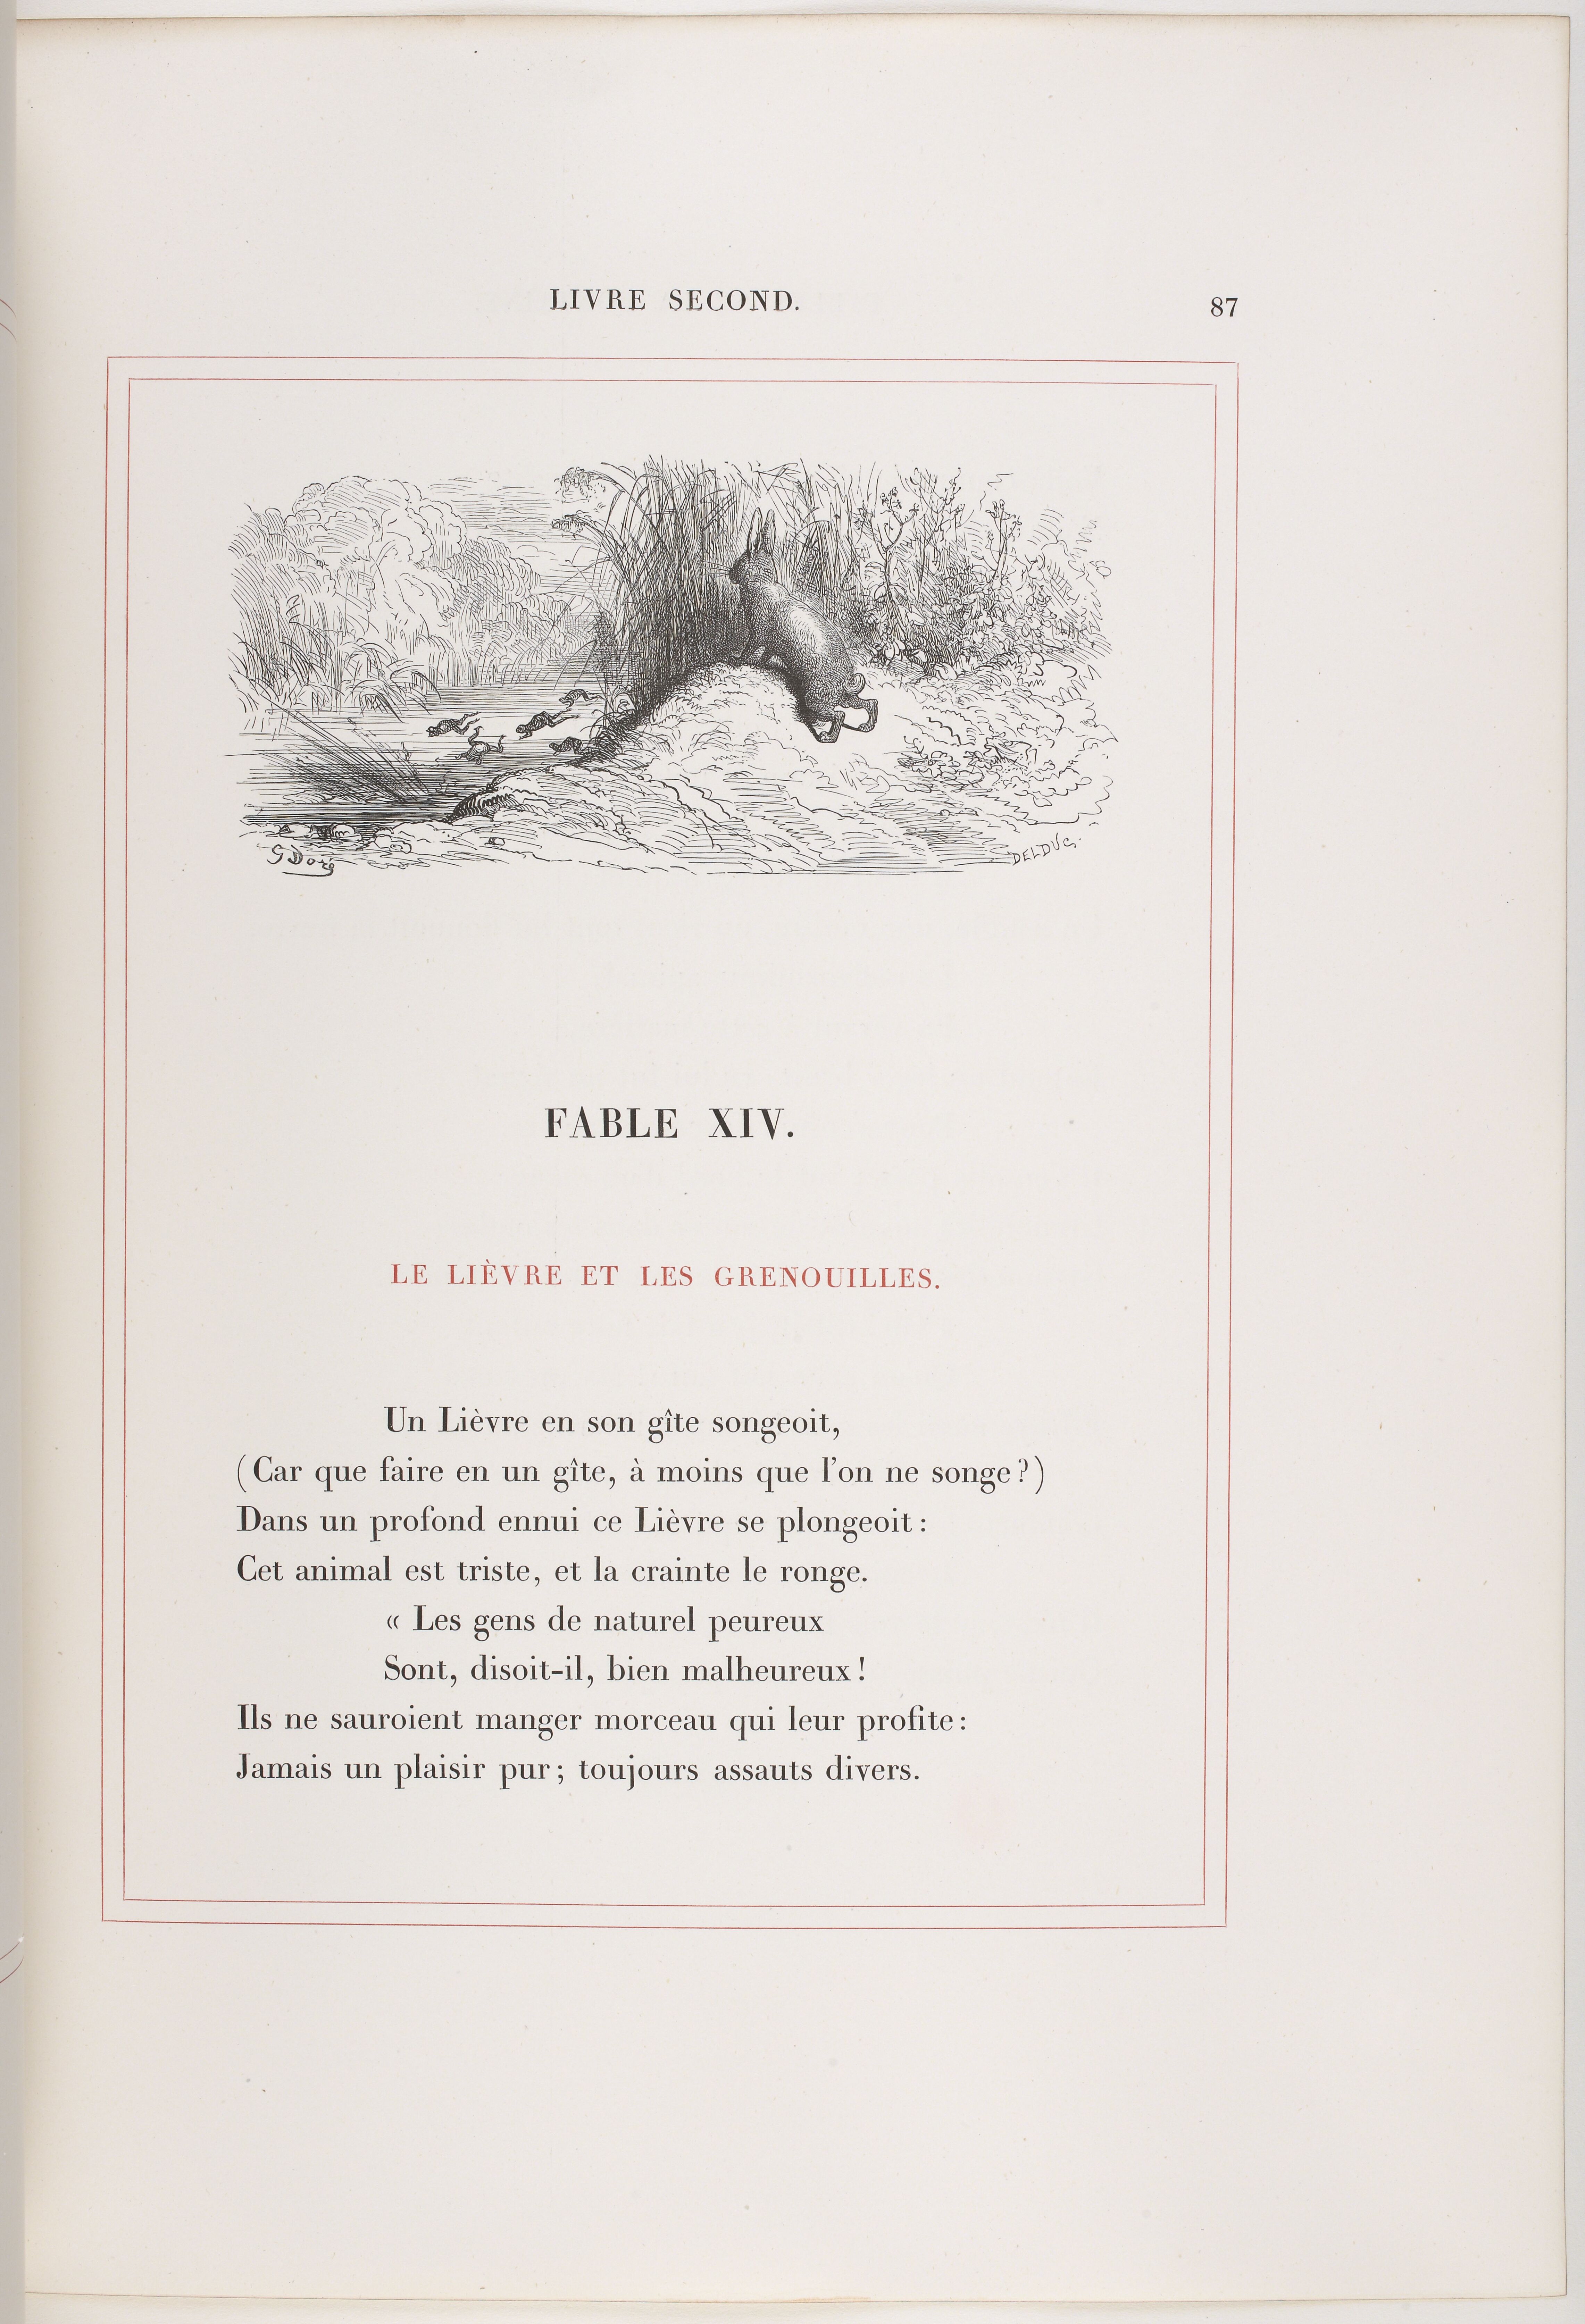 LIVRE SECOND. 87
G Doré
DELDUC.
FABLE XIV.
LE LIÈVRE ET LES GRENOUILLES.
Un Lièvre en son gîte songeoit,
(Car que faire en un gîte, à moins que l'on ne songe?)
Dans un profond ennui ce Lièvre se plongeoit :
Cet animal est triste, et la crainte le ronge.
« Les gens de naturel peureux
Sont, disoit-il, bien malheureux!
Ils ne sauroient manger morceau qui leur profite :
Jamais un plaisir pur; toujours assauts divers.